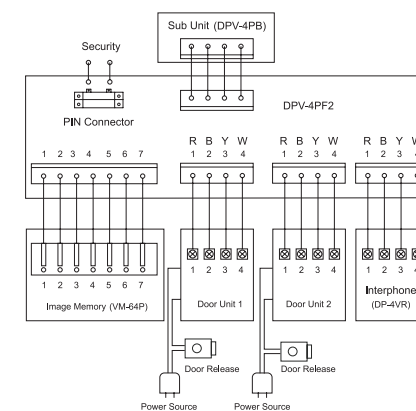 Sub Unit (DPV-4PB)
Security
PIN Connector
DPV-4PF2
R B Y W
R B Y W
R B Y W
1 2 3 4 5 6 7
1 2 3 4
1 2 3 4
1 2 3 4
1 2 3 4 5 6 7
1 2 3 4
1 2 3 4
1 2 3 4
Image Memory (VM-64P)
Door Unit 1
Door Unit 2
Interphone
(DP-4VR)
Door Release
Door Release
Power Source
Power Source